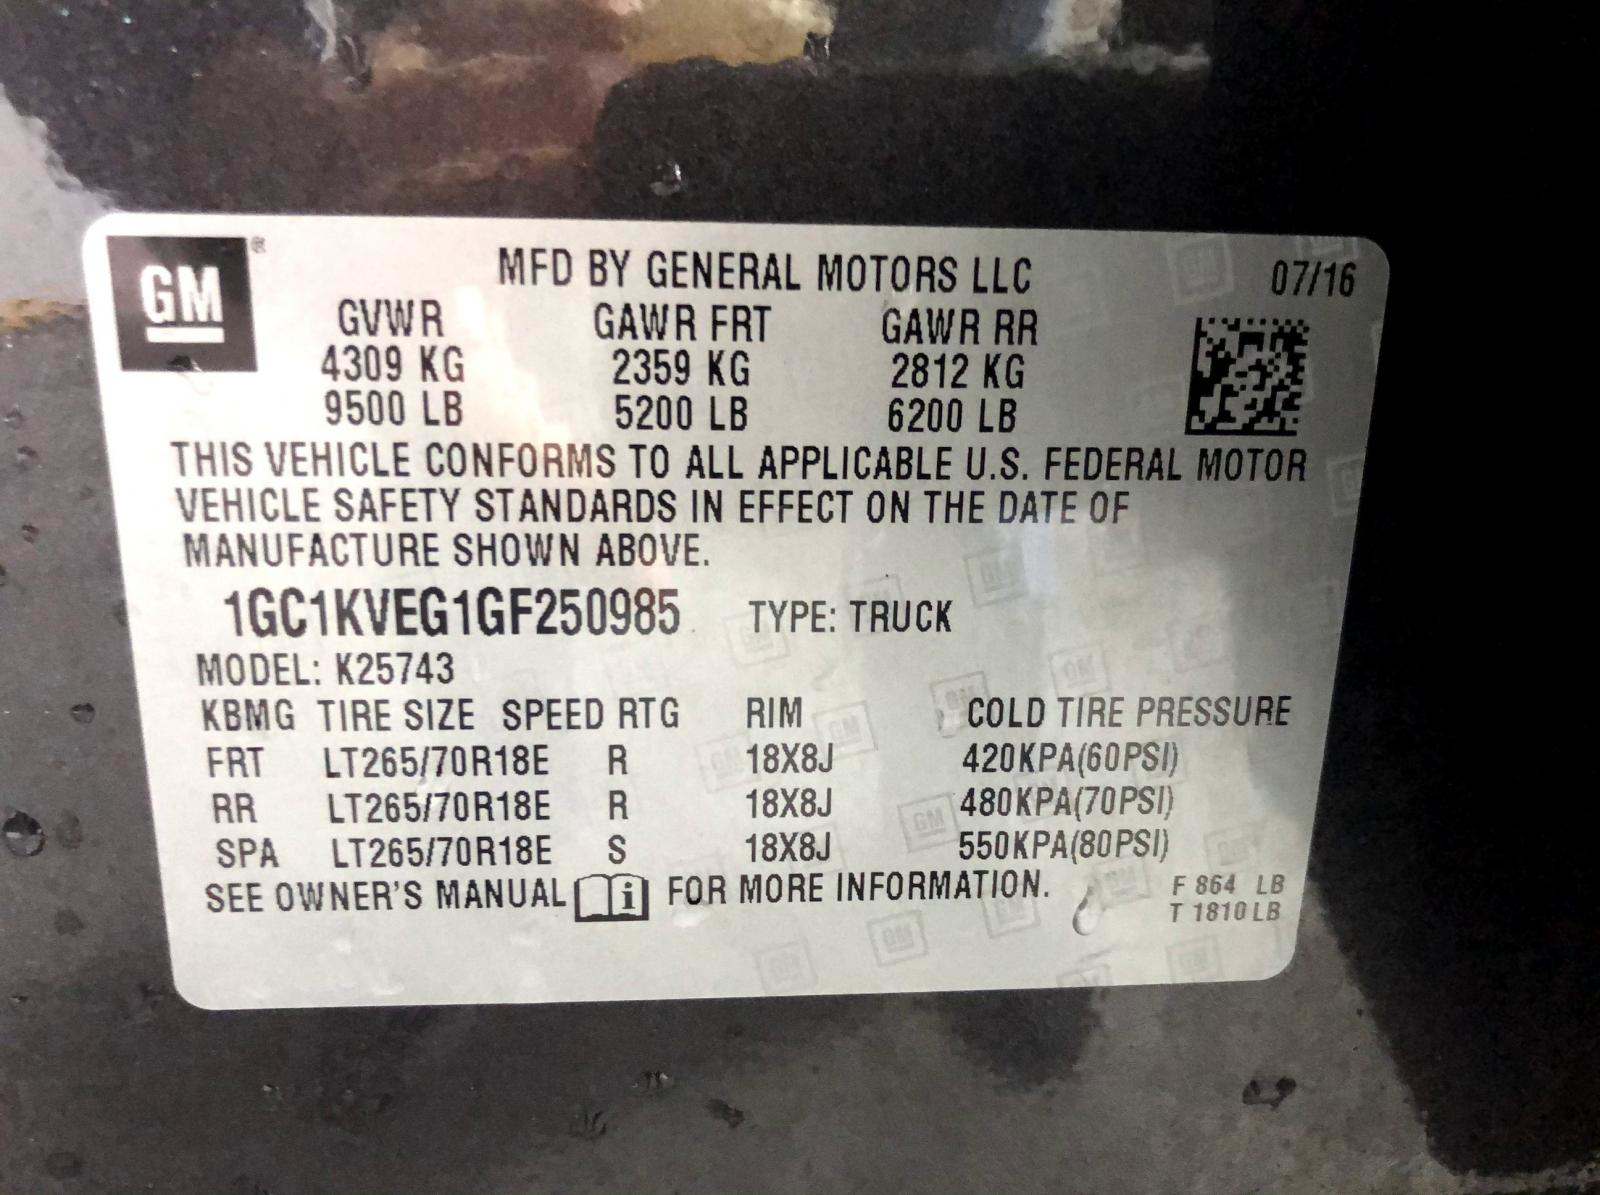 GM ®
MFD BY GENERAL MOTORS LLC 07/16
GVWR GAWR FRT GAWR RR
4309 KG 2359 KG 2812 KG
9500 LB 5200 LB 6200 LB
THIS VEHICLE CONFORMS TO ALL APPLICABLE U.S. FEDERAL MOTOR
VEHICLE SAFETY STANDARDS IN EFFECT ON THE DATE OF
MANUFACTURE SHOWN ABOVE.
1GC1KVEG1GF250985 TYPE: TRUCK
MODEL: K25743
KBMG TIRE SIZE SPEED RTG RIM COLD TIRE PRESSURE
FRT LT265/70R18E R 18X8J 420KPA(60PSI)
RR LT265/70R18E R 18X8J 480KPA(70PSI)
SPA LT265/70R18E S 18X8J 550KPA(80PSI)
SEE OWNER'S MANUAL i FOR MORE INFORMATION.
F 864 LB
T 1810 LB